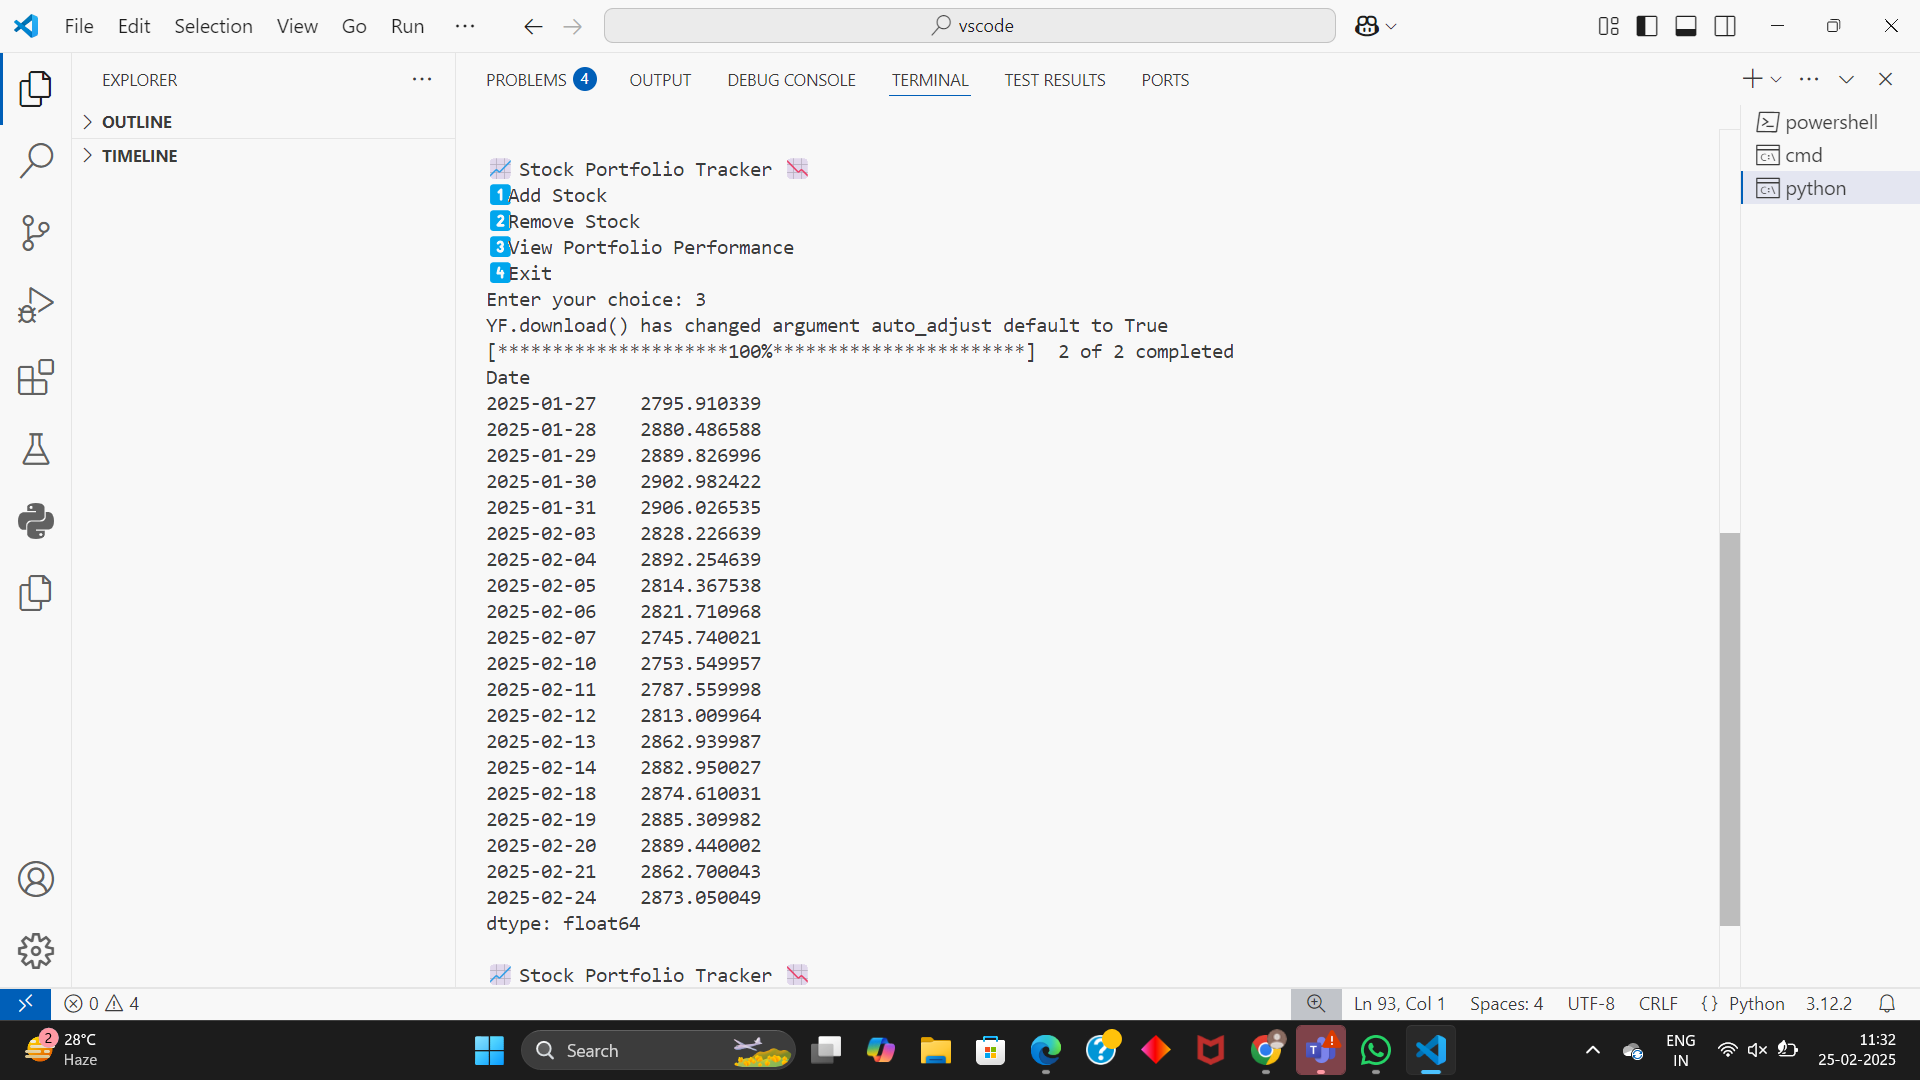 File Edit Selection View Go Run ...
vscode
EXPLORER ...
OUTLINE
TIMELINE
PROBLEMS 4 OUTPUT DEBUG CONSOLE TERMINAL TEST RESULTS PORTS
powershell
cmd
python
📈 Stock Portfolio Tracker 📉
1️⃣Add Stock
2️⃣Remove Stock
3️⃣View Portfolio Performance
4️⃣Exit
Enter your choice: 3
YF.download() has changed argument auto_adjust default to True
[*********************100%***********************]  2 of 2 completed
Date
2025-01-27    2795.910339
2025-01-28    2880.486588
2025-01-29    2889.826996
2025-01-30    2902.982422
2025-01-31    2906.026535
2025-02-03    2828.226639
2025-02-04    2892.254639
2025-02-05    2814.367538
2025-02-06    2821.710968
2025-02-07    2745.740021
2025-02-10    2753.549957
2025-02-11    2787.559998
2025-02-12    2813.009964
2025-02-13    2862.939987
2025-02-14    2882.950027
2025-02-18    2874.610031
2025-02-19    2885.309982
2025-02-20    2889.440002
2025-02-21    2862.700043
2025-02-24    2873.050049
dtype: float64
📈 Stock Portfolio Tracker 📉
0 4 Ln 93, Col 1 Spaces: 4 UTF-8 CRLF {} Python 3.12.2
2 28°C
Haze
Search
ENG
IN
11:32
25-02-2025